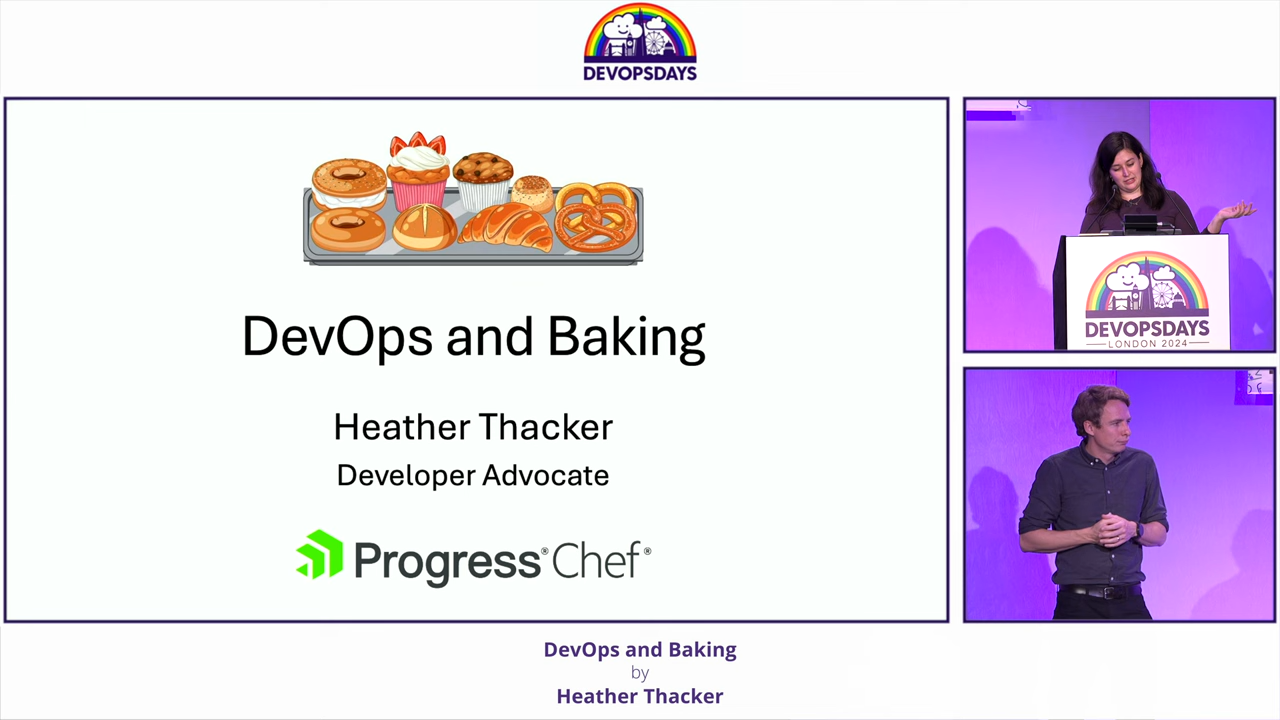 DEVOPSDAYS
DevOps and Baking
Heather Thacker
Developer Advocate
Progress® Chef®
DEVOPSDAYS
LONDON 2024
DevOps and Baking
by
Heather Thacker